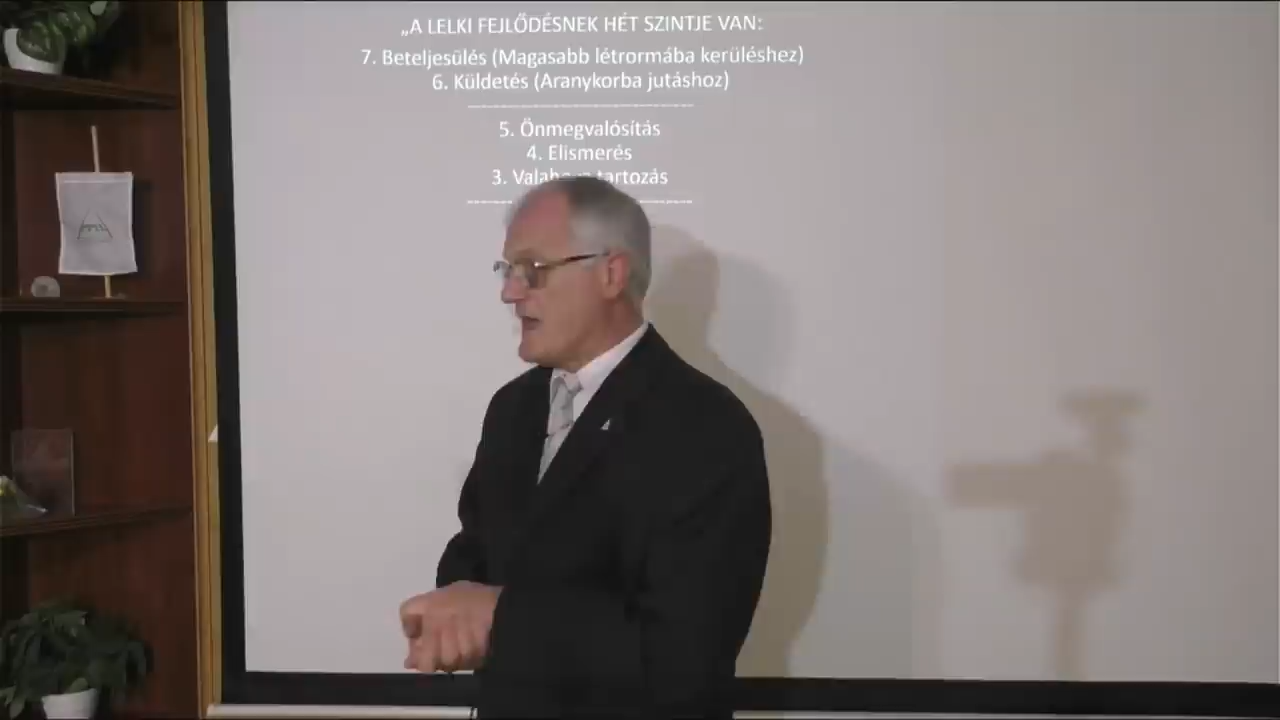 „A LELKI FEJLŐDÉSNEK HÉT SZINTJE VAN:
7. Beteljesülés (Magasabb létrormába kerüléshez)
6. Küldetés (Aranykorba jutáshoz)
5. Önmegvalósítás
4. Elismerés
3. tartozás